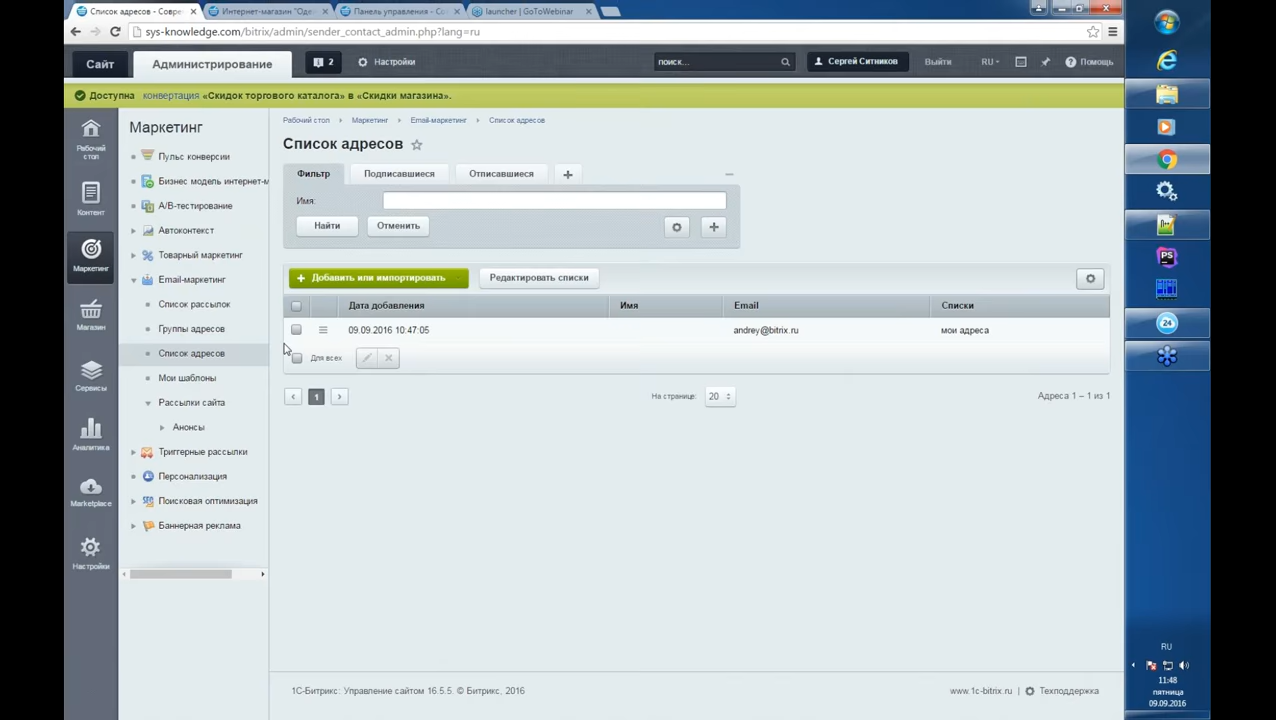 Список адресов - Соврем
Интернет-магазин "Оде
Панель управления - Со
launcher | GoToWebinar
sys-knowledge.com/bitrix/admin/sender_contact_admin.php?lang=ru
Сайт
Администрирование
2
Настройки
поиск...
Сергей Ситников
Выйти
RU
Помощь
Доступна конвертация «Скидок торгового каталога» в «Скидки магазина».
Рабочий стол
Контент
Маркетинг
Магазин
Сервисы
Аналитика
Marketplace
Настройки
Маркетинг
Пульс конверсии
Бизнес модель интернет-м
A/B-тестирование
Автоконтекст
Товарный маркетинг
Email-маркетинг
Список рассылок
Группы адресов
Список адресов
Мои шаблоны
Рассылки сайта
Анонсы
Триггерные рассылки
Персонализация
Поисковая оптимизация
Баннерная реклама
Рабочий стол Маркетинг Email-маркетинг Список адресов
Список адресов
Фильтр
Подписавшиеся
Отписавшиеся
Имя:
Найти
Отменить
Добавить или импортировать
Редактировать списки
Дата добавления Имя Email Списки
09.09.2016 10:47:05 andrey@bitrix.ru мои адреса
Для всех
1
На странице: 20
Адреса 1 – 1 из 1
1С-Битрикс: Управление сайтом 16.5.5. © Битрикс, 2016
www.1c-bitrix.ru
Техподдержка
PS
24
RU
11:48
пятница
09.09.2016